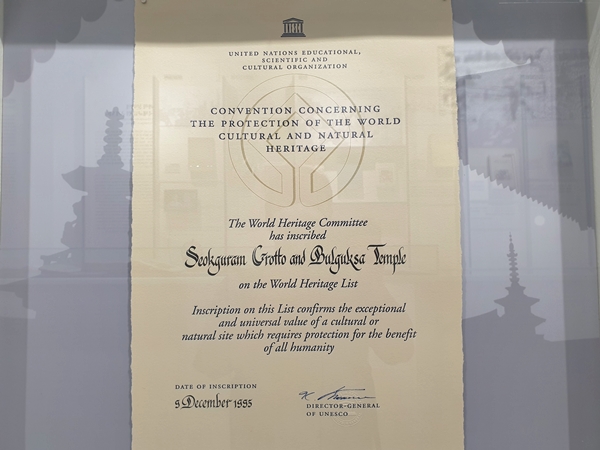 UNITED NATIONS EDUCATIONAL,
SCIENTIFIC AND
CULTURAL ORGANIZATION
CONVENTION CONCERNING
THE PROTECTION OF THE WORLD
CULTURAL AND NATURAL
HERITAGE
The World Heritage Committee
has inscribed
Seokguram Grotto and Bulguksa Temple
on the World Heritage List
Inscription on this List confirms the exceptional
and universal value of a cultural or
natural site which requires protection for the benefit
of all humanity
DATE OF INSCRIPTION
9 December 1995
DIRECTOR-GENERAL
OF UNESCO